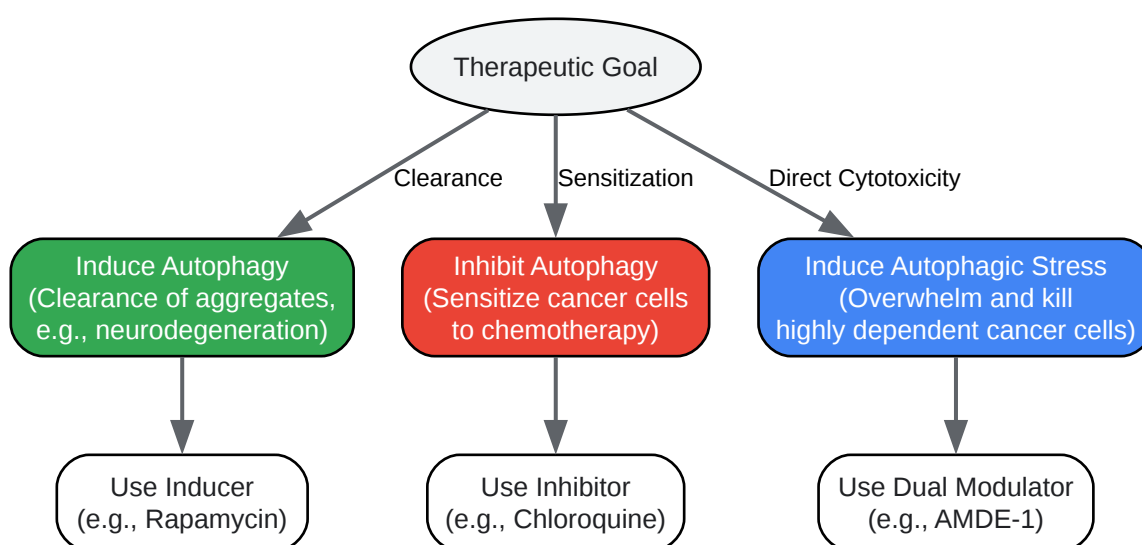 Therapeutic Goal
Clearance
Sensitization
Direct Cytotoxicity
Induce Autophagy
(Clearance of aggregates,
e.g., neurodegeneration)
Inhibit Autophagy
(Sensitize cancer cells
to chemotherapy)
Induce Autophagic Stress
(Overwhelm and kill
highly dependent cancer cells)
Use Inducer
(e.g., Rapamycin)
Use Inhibitor
(e.g., Chloroquine)
Use Dual Modulator
(e.g., AMDE-1)